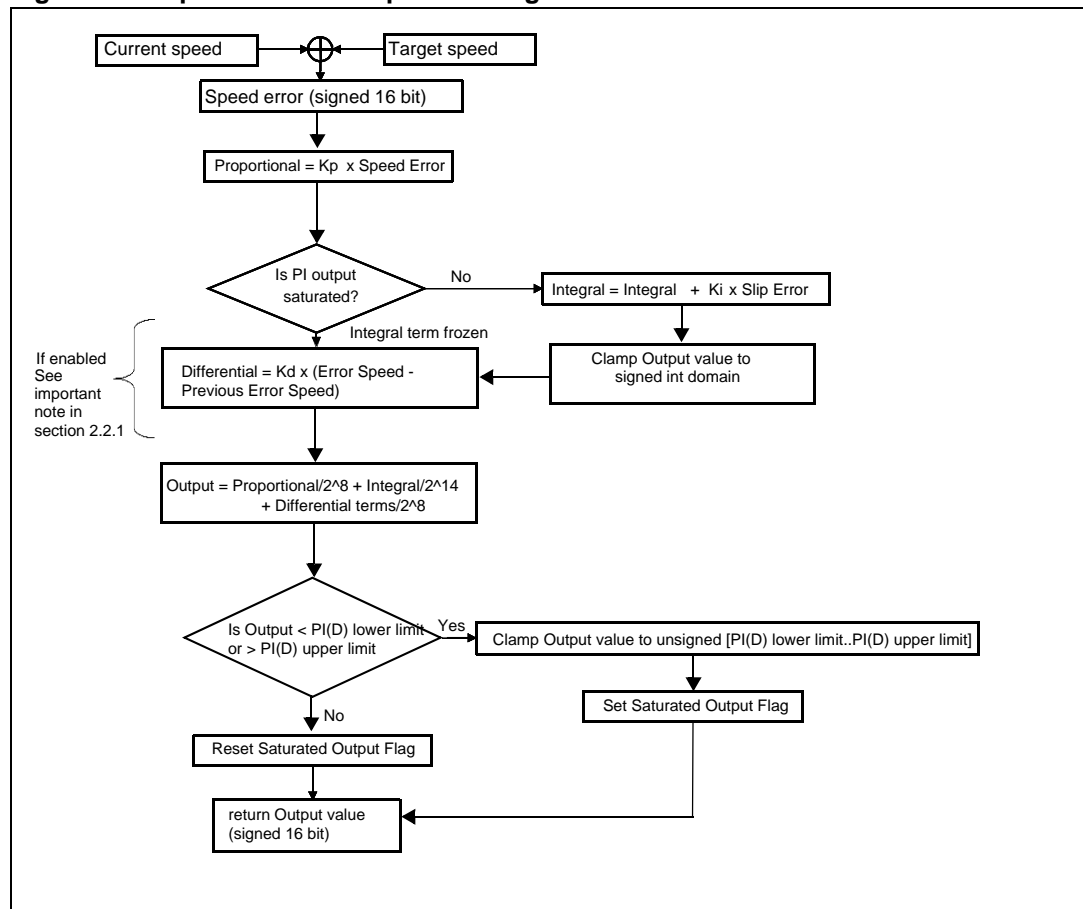 Current speed
Target speed
Speed error (signed 16 bit)
Proportional = Kp x Speed Error
Is PI output
saturated?
No
Integral = Integral + Ki x Slip Error
Integral term frozen
Clamp Output value to
signed int domain
If enabled
See
important
note in
section 2.2.1
Differential = Kd x (Error Speed -
Previous Error Speed)
Output = Proportional/2^8 + Integral/2^14
+ Differential terms/2^8
Is Output < PI(D) lower limit
or > PI(D) upper limit
Yes
Clamp Output value to unsigned [PI(D) lower limit..PI(D) upper limit]
Set Saturated Output Flag
No
Reset Saturated Output Flag
return Output value
(signed 16 bit)